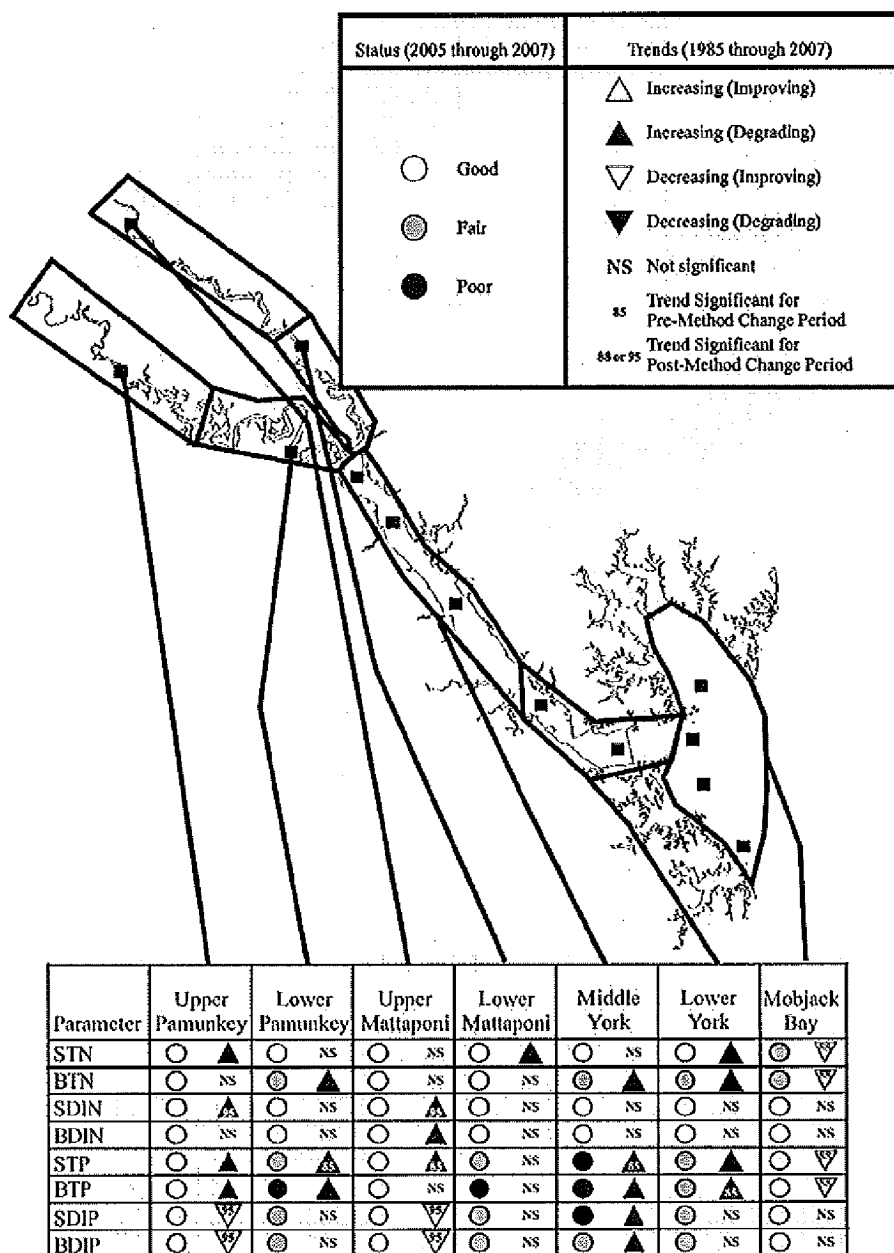 Status (2005 through 2007)
Trends (1985 through 2007)
Good
Fair
Poor
Increasing (Improving)
Increasing (Degrading)
Decreasing (Improving)
Decreasing (Degrading)
NS Not significant
85 Trend Significant for
Pre-Method Change Period
88 or 95 Trend Significant for
Post-Method Change Period
Parameter Upper Pamunkey Lower Pamunkey Upper Mattaponi Lower Mattaponi Middle York Lower York Mobjack Bay
STN NS NS NS
BTN NS NS NS
SDIN NS NS NS NS NS
BDIN NS NS NS NS NS NS
STP NS
BTP NS NS
SDIP 95 NS 95 NS NS NS
BDIP 95 NS 95 NS NS NS